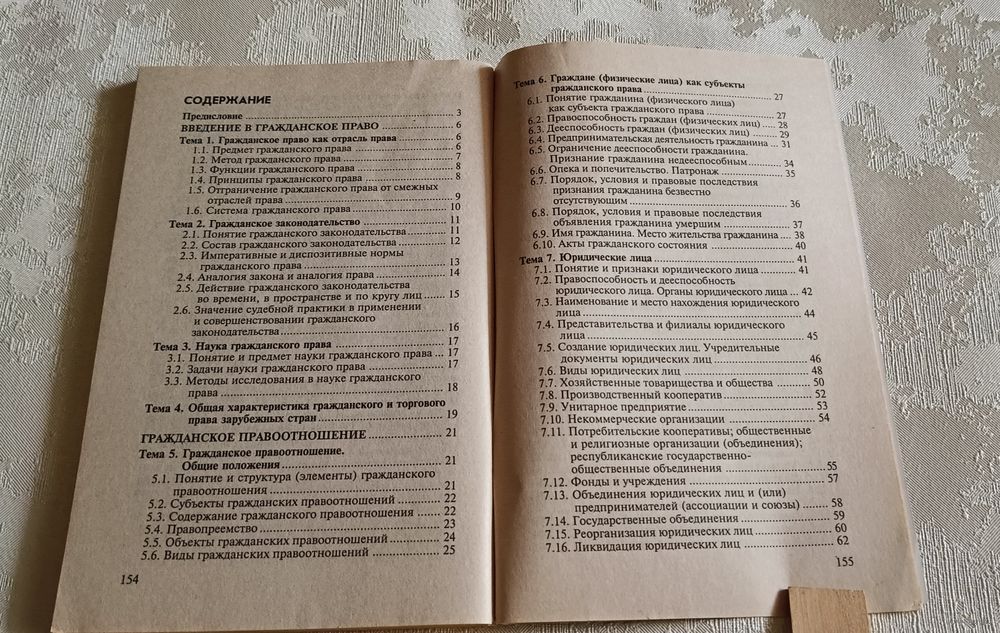 СОДЕРЖАНИЕ
Предисловие ... 3
ВВЕДЕНИЕ В ГРАЖДАНСКОЕ ПРАВО ... 6
Тема 1. Гражданское право как отрасль права ... 6
1.1. Предмет гражданского права ... 6
1.2. Метод гражданского права ... 7
1.3. Функции гражданского права ... 8
1.4. Принципы гражданского права ... 8
1.5. Отграничение гражданского права от смежных
отраслей права ... 9
1.6. Система гражданского права ... 10
Тема 2. Гражданское законодательство ... 11
2.1. Понятие гражданского законодательства ... 11
2.2. Состав гражданского законодательства ... 12
2.3. Императивные и диспозитивные нормы
гражданского права ... 13
2.4. Аналогия закона и аналогия права ... 14
2.5. Действие гражданского законодательства
во времени, в пространстве и по кругу лиц ... 15
2.6. Значение судебной практики в применении
и совершенствовании гражданского
законодательства ... 16
Тема 3. Наука гражданского права ... 17
3.1. Понятие и предмет науки гражданского права ... 17
3.2. Задачи науки гражданского права ... 17
3.3. Методы исследования в науке гражданского
права ... 18
Тема 4. Общая характеристика гражданского и торгового
права зарубежных стран ... 19
ГРАЖДАНСКОЕ ПРАВООТНОШЕНИЕ ... 21
Тема 5. Гражданское правоотношение.
Общие положения ... 21
5.1. Понятие и структура (элементы) гражданского
правоотношения ... 21
5.2. Субъекты гражданских правоотношений ... 22
5.3. Содержание гражданского правоотношения ... 22
5.4. Правопреемство ... 23
5.5. Объекты гражданских правоотношений ... 24
5.6. Виды гражданских правоотношений ... 25
154
Тема 6. Граждане (физические лица) как субъекты
гражданского права ... 27
6.1. Понятие гражданина (физического лица)
как субъекта гражданского права ... 27
6.2. Правоспособность граждан (физических лиц) ... 28
6.3. Дееспособность граждан (физических лиц) ... 29
6.4. Предпринимательская деятельность гражданина ... 31
6.5. Ограничение дееспособности гражданина.
Признание гражданина недееспособным ... 34
6.6. Опека и попечительство. Патронаж ... 35
6.7. Порядок, условия и правовые последствия
признания гражданина безвестно
отсутствующим ... 36
6.8. Порядок, условия и правовые последствия
объявления гражданина умершим ... 37
6.9. Имя гражданина. Место жительства гражданина ... 38
6.10. Акты гражданского состояния ... 40
Тема 7. Юридические лица ... 41
7.1. Понятие и признаки юридического лица ... 41
7.2. Правоспособность и дееспособность
юридического лица. Органы юридического лица ... 42
7.3. Наименование и место нахождения юридического
лица ... 44
7.4. Представительства и филиалы юридического
лица ... 45
7.5. Создание юридических лиц. Учредительные
документы юридических лиц ... 46
7.6. Виды юридических лиц ... 48
7.7. Хозяйственные товарищества и общества ... 50
7.8. Производственный кооператив ... 52
7.9. Унитарное предприятие ... 53
7.10. Некоммерческие организации ... 54
7.11. Потребительские кооперативы; общественные
и религиозные организации (объединения);
республиканские государственно-
общественные объединения ... 55
7.12. Фонды и учреждения ... 57
7.13. Объединения юридических лиц и (или)
предпринимателей (ассоциации и союзы) ... 58
7.14. Государственные объединения ... 59
7.15. Реорганизация юридических лиц ... 60
7.16. Ликвидация юридических лиц ... 62
155